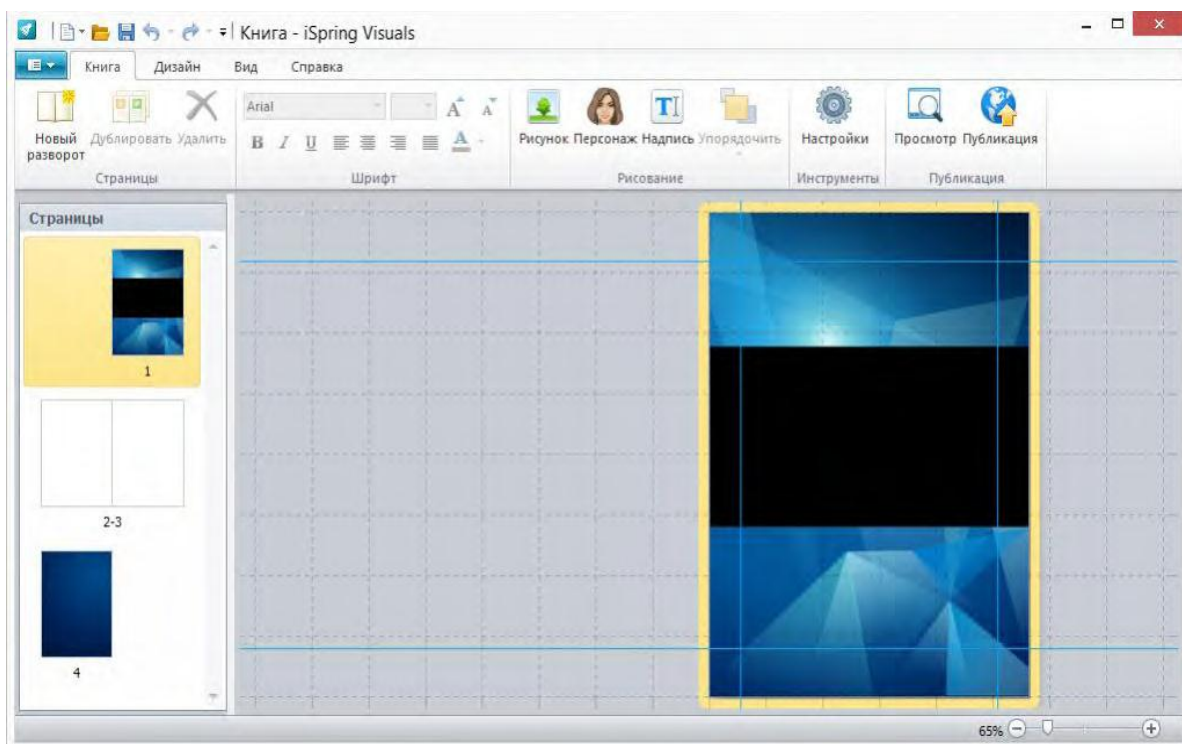 Книга - iSpring Visuals
Книга Дизайн Вид Справка
Новый разворот Дублировать Удалить
Arial
B I U
Рисунок Персонаж Надпись Упорядочить
Настройки
Просмотр Публикация
Страницы Шрифт Рисование Инструменты Публикация
Страницы
1
2-3
4
65%